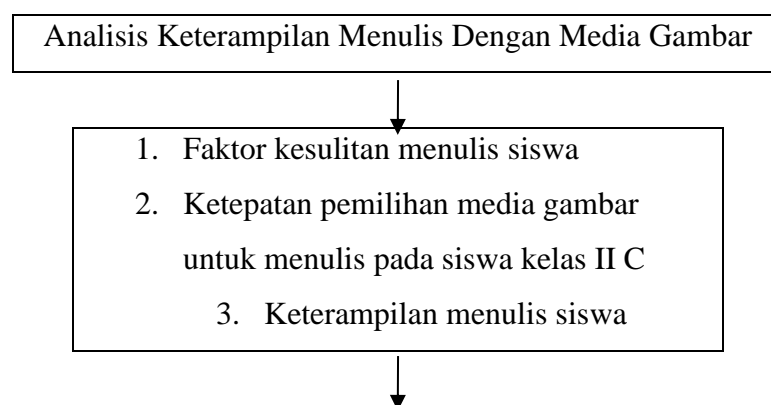 Analisis Keterampilan Menulis Dengan Media Gambar
1. Faktor kesulitan menulis siswa
2. Ketepatan pemilihan media gambar
untuk menulis pada siswa kelas II C
3. Keterampilan menulis siswa